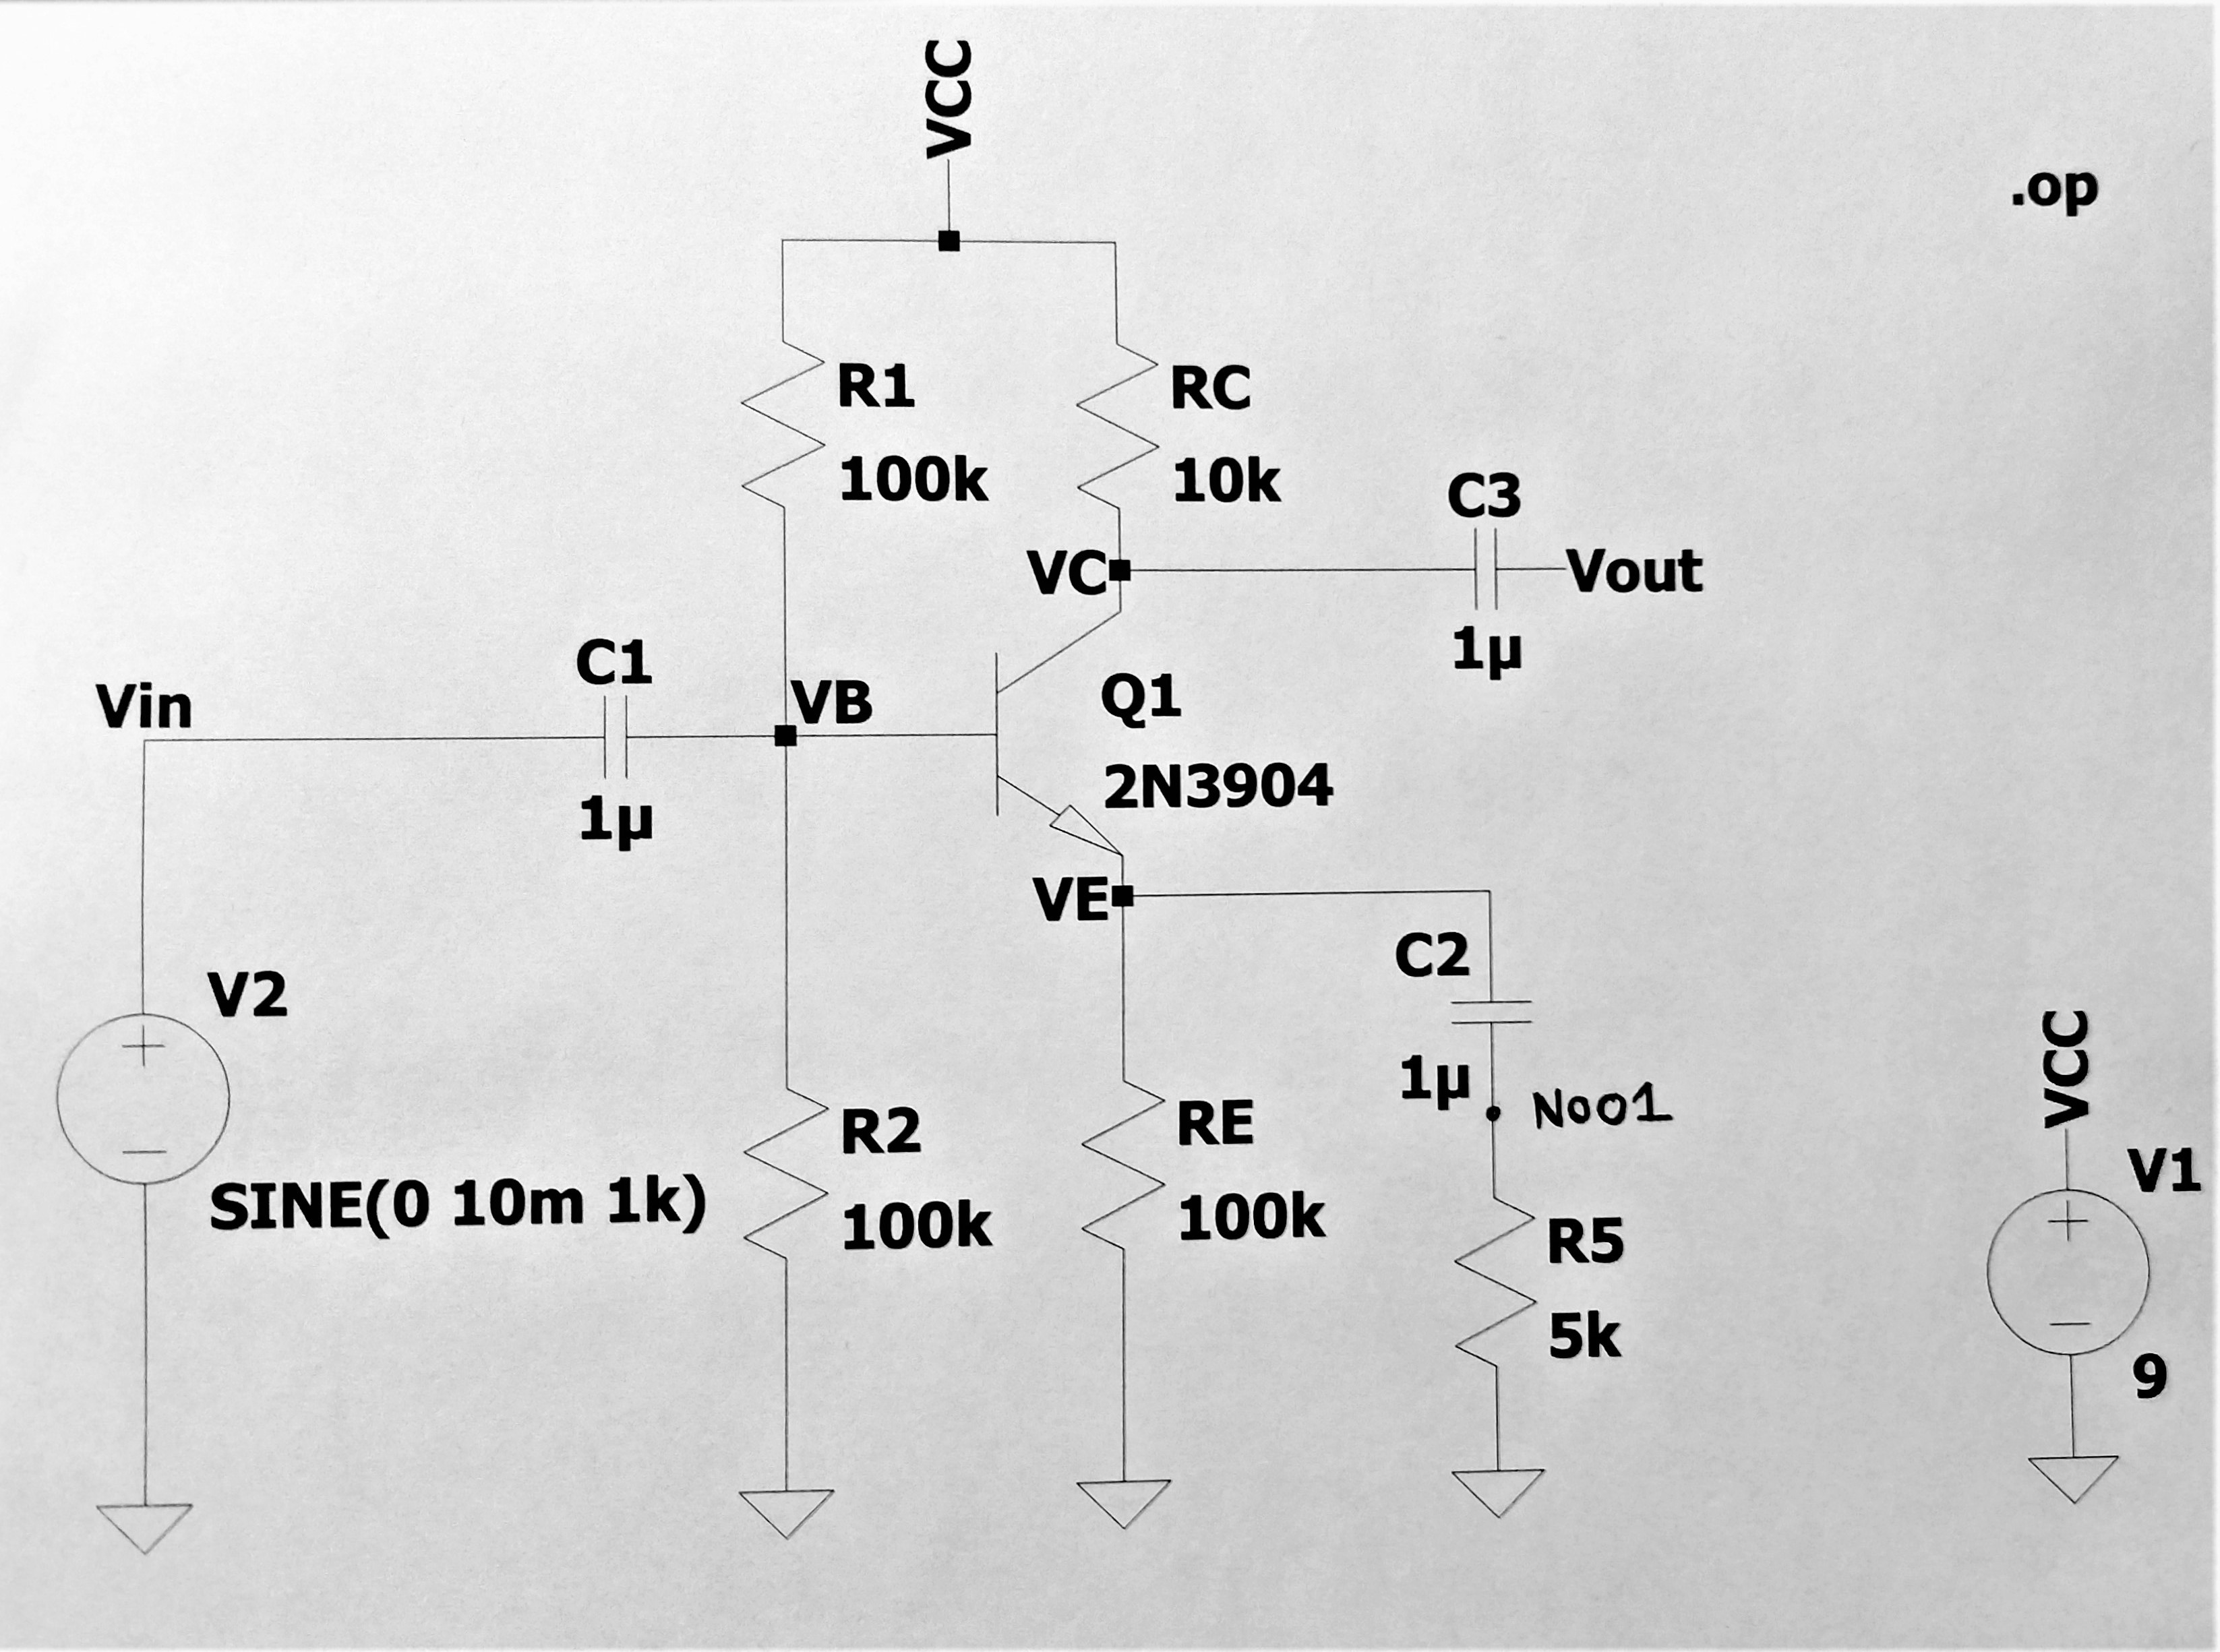 VCC
.op
R1
100k
RC
10k
C3
1µ
VC
Vout
Vin
C1
1µ
VB
Q1
2N3904
VE
C2
1µ
N001
V2
SINE(0 10m 1k)
R2
100k
RE
100k
R5
5k
VCC
V1
9